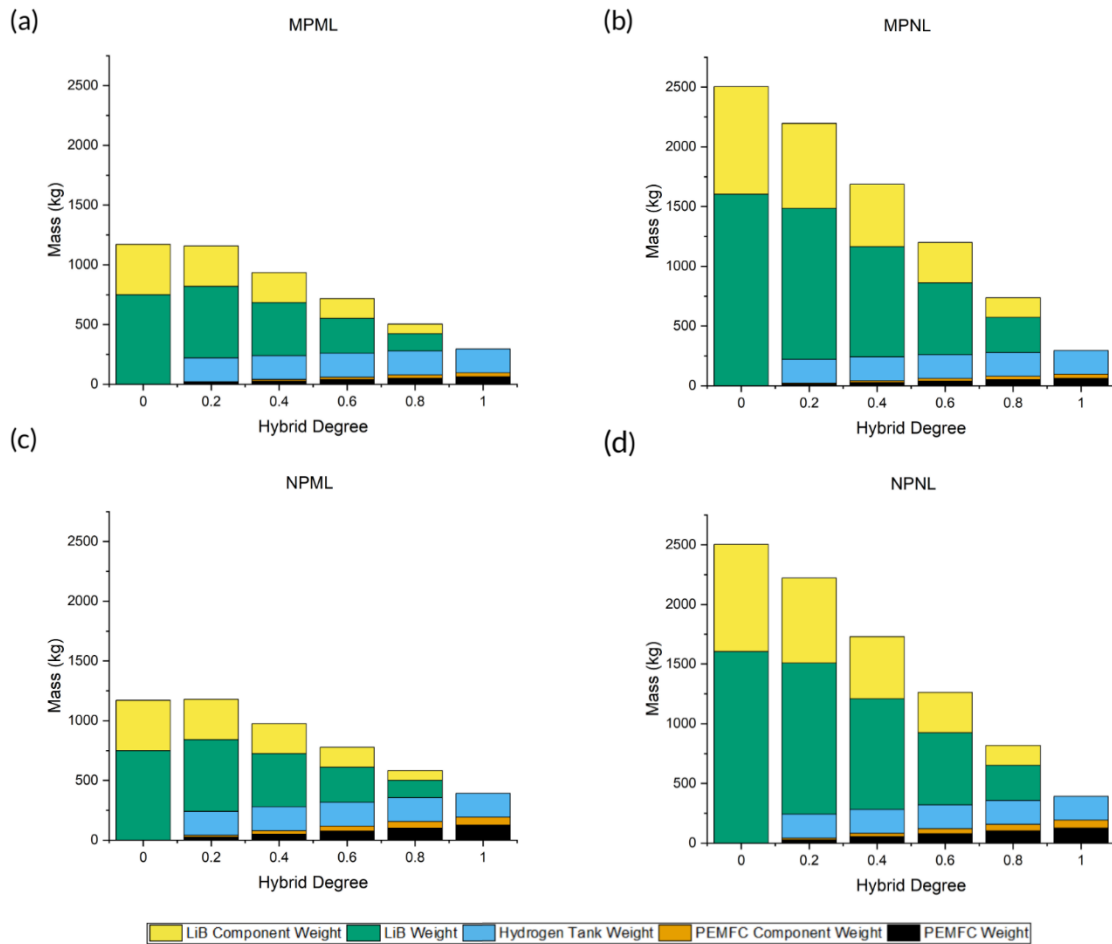 (a)
MPML
2500
2000
1500
1000
500
0
Mass (kg)
0 0.2 0.4 0.6 0.8 1
Hybrid Degree
(b)
MPNL
2500
2000
1500
1000
500
0
Mass (kg)
0 0.2 0.4 0.6 0.8 1
Hybrid Degree
(c)
NPML
2500
2000
1500
1000
500
0
Mass (kg)
0 0.2 0.4 0.6 0.8 1
Hybrid Degree
(d)
NPNL
2500
2000
1500
1000
500
0
Mass (kg)
0 0.2 0.4 0.6 0.8 1
Hybrid Degree
LiB Component Weight LiB Weight Hydrogen Tank Weight PEMFC Component Weight PEMFC Weight